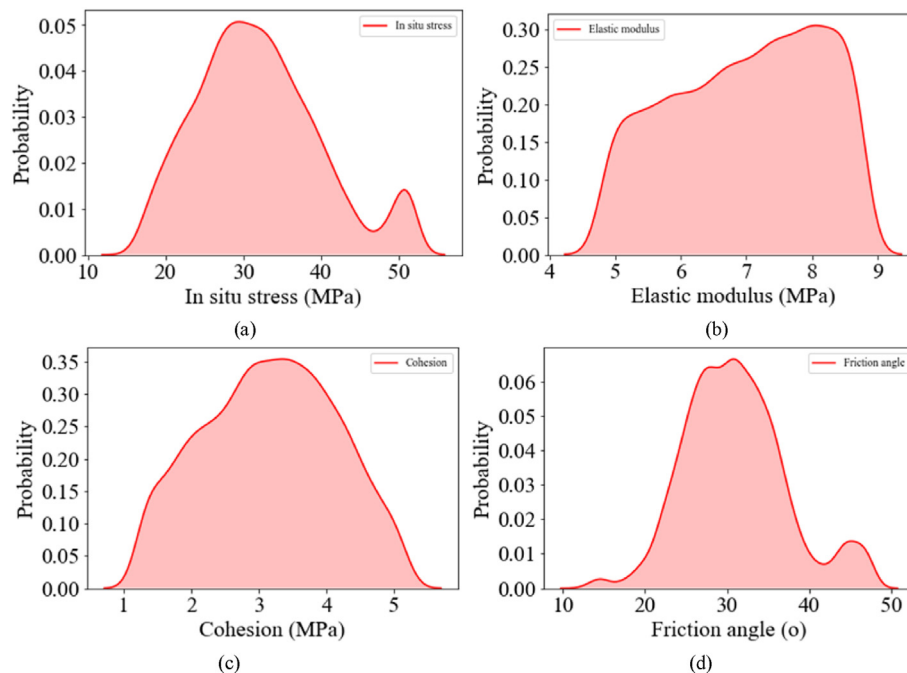 0.05
0.04
0.03
0.02
0.01
0.00
Probability
In situ stress
10 20 30 40 50
In situ stress (MPa)
(a)
0.30
0.25
0.20
0.15
0.10
0.05
0.00
Probability
Elastic modulus
4 5 6 7 8 9
Elastic modulus (MPa)
(b)
0.35
0.30
0.25
0.20
0.15
0.10
0.05
0.00
Probability
Cohesion
1 2 3 4 5
Cohesion (MPa)
(c)
0.06
0.05
0.04
0.03
0.02
0.01
0.00
Probability
Friction angle
10 20 30 40 50
Friction angle (o)
(d)